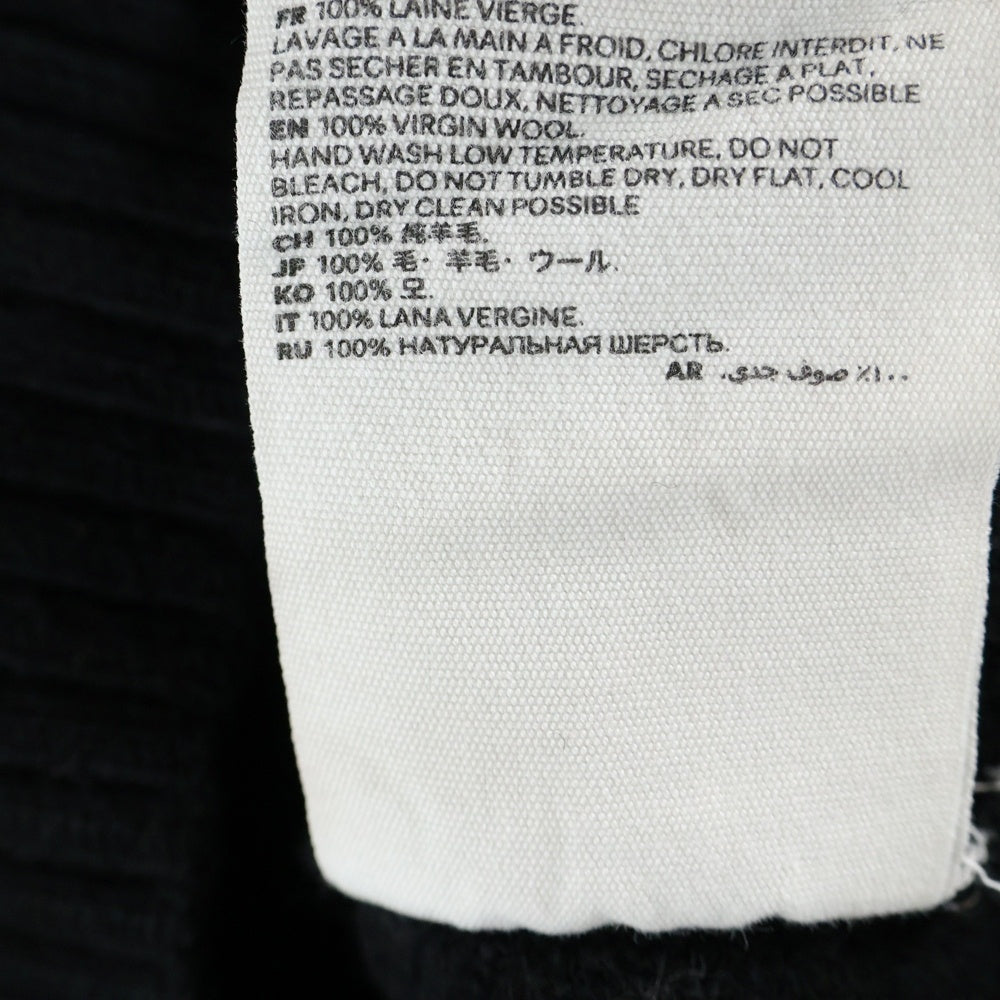 FR 100% LAINE VIERGE.
LAVAGE A LA MAIN A FROID, CHLORE INTERDIT, NE
PAS SECHER EN TAMBOUR, SECHAGE A PLAT,
REPASSAGE DOUX, NETTOYAGE A SEC POSSIBLE
EN 100% VIRGIN WOOL.
HAND WASH LOW TEMPERATURE, DO NOT
BLEACH, DO NOT TUMBLE DRY, DRY FLAT, COOL
IRON, DRY CLEAN POSSIBLE
CH 100% 纯羊毛.
JP 100% 毛・羊毛・ウール.
KO 100% 모.
IT 100% LANA VERGINE.
RU 100% НАТУРАЛЬНАЯ ШЕРСТЬ.
AR ١٠٠٪ صوف جدي.